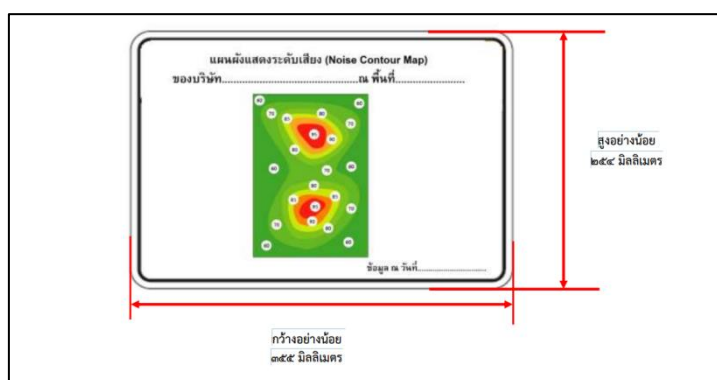 แผนผังแสดงระดับเสียง (Noise Contour Map)
ของบริษัท.................................................ณ พื้นที่.........................
สูงอย่างน้อย
๒๕๔ มิลลิเมตร
ข้อมูล ณ วันที่.............................
กว้างอย่างน้อย
๓๕๕ มิลลิเมตร